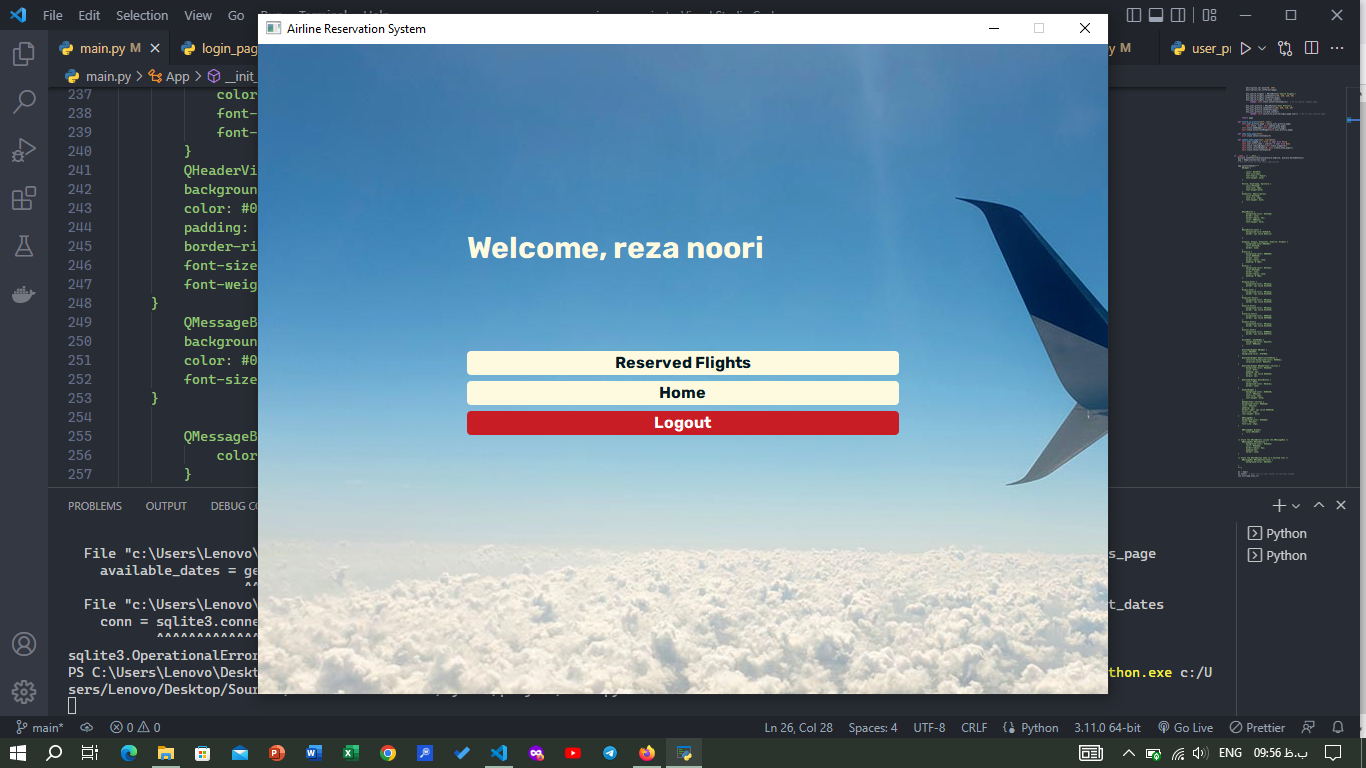 File Edit Selection View Go
Airline Reservation System
main.py M
login_pag
M
user_pr
main.py > App > __init_
237 color
238 font-
239 font-
240 }
241 QHeaderVi
242 backgroun
243 color: #0
244 padding:
245 border-ri
246 font-size
247 font-weig
248 }
249 QMessageB
250 backgroun
251 color: #0
252 font-size
253 }
254
255 QMessageB
256 color
257 }
Welcome, reza noori
Reserved Flights
Home
Logout
PROBLEMS OUTPUT DEBUG CO
Python
Python
File "c:\Users\Lenovo\ s_page
available_dates = ge
^^
File "c:\Users\Lenovo\ t_dates
conn = sqlite3.conne
^^^^^^^^^^^^^
sqlite3.OperationalError
PS C:\Users\Lenovo\Deskt thon.exe c:/U
sers/Lenovo/Desktop/Sour
main* 0 0 Ln 26, Col 28 Spaces: 4 UTF-8 CRLF Python 3.11.0 64-bit Go Live Prettier
ENG 09:56 ب.ظ